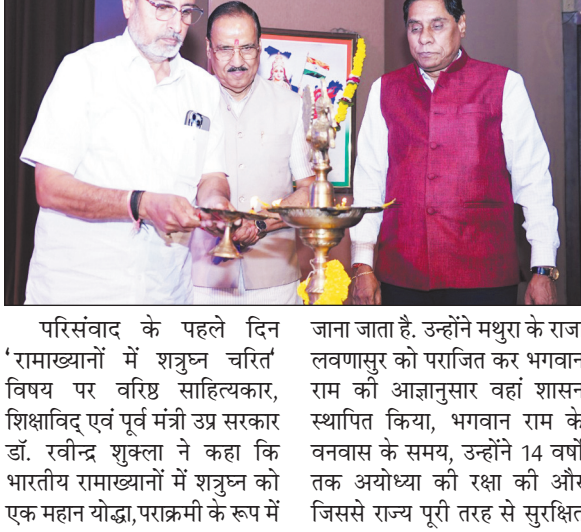 परिसंवाद के पहले दिन
'रामाख्यानों में शत्रुघ्न चरित'
विषय पर वरिष्ठ साहित्यकार,
शिक्षाविद् एवं पूर्व मंत्री उप्र सरकार
डॉ. रवीन्द्र शुक्ला ने कहा कि
भारतीय रामाख्यानों में शत्रुघ्न को
एक महान योद्धा,पराक्रमी के रूप में
जाना जाता है. उन्होंने मथुरा के राजा
लवणासुर को पराजित कर भगवान
राम की आज्ञानुसार वहां शासन
स्थापित किया, भगवान राम के
वनवास के समय, उन्होंने 14 वर्षों
तक अयोध्या की रक्षा की और
जिससे राज्य पूरी तरह से सुरक्षित